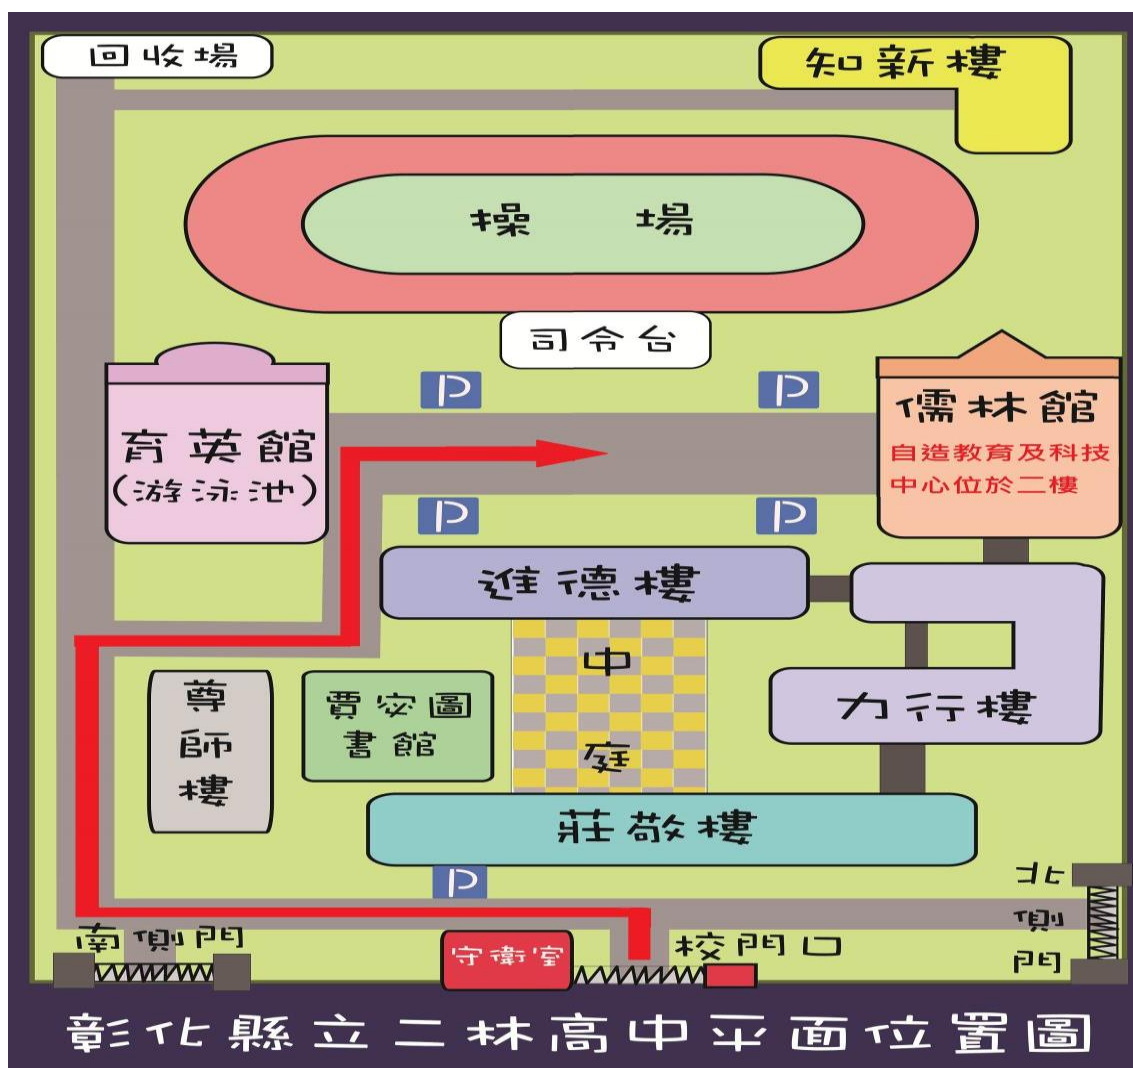 回收場
知新樓
操場
司令台
P
P
育英館
(游泳池)
儒林館
自造教育及科技
中心位於二樓
P
P
進德樓
中
庭
尊
師
樓
賈宓圖
書館
力行樓
莊敬樓
P
北
側
門
南側門
守衛室
校門口
彰化縣立二林高中平面位置圖